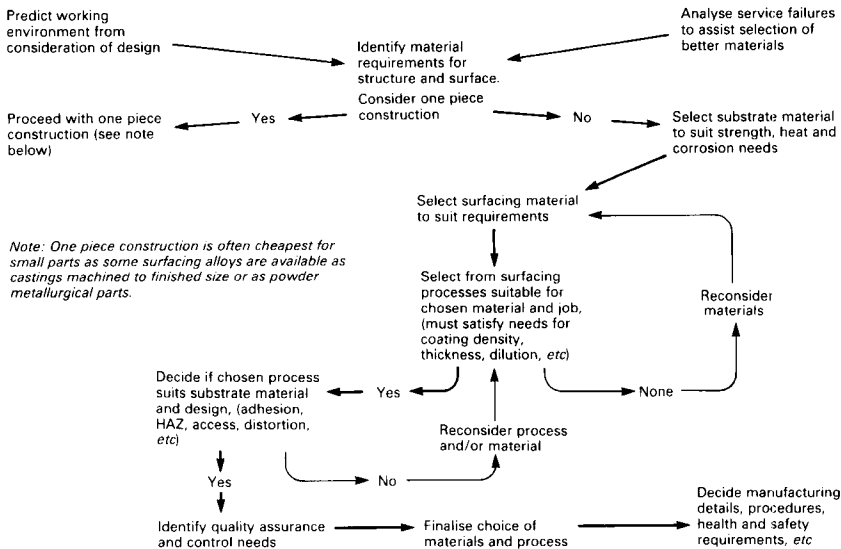 Predict working
environment from
consideration of design
Analyse service failures
to assist selection of
better materials
Identify material
requirements for
structure and surface.
Consider one piece
construction
Yes
No
Proceed with one piece
construction (see note
below)
Select substrate material
to suit strength, heat and
corrosion needs
Select surfacing material
to suit requirements
Note: One piece construction is often cheapest for
small parts as some surfacing alloys are available as
castings machined to finished size or as powder
metallurgical parts.
Select from surfacing
processes suitable for
chosen material and job,
(must satisfy needs for
coating density,
thickness, dilution, etc)
Reconsider
materials
Decide if chosen process
suits substrate material
and design, (adhesion,
HAZ, access, distortion,
etc)
Yes
None
Reconsider process
and/or material
Yes
No
Identify quality assurance
and control needs
Finalise choice of
materials and process
Decide manufacturing
details, procedures,
health and safety
requirements, etc